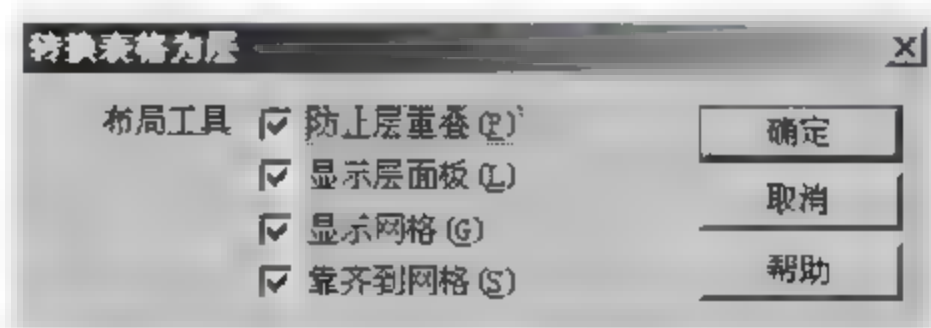 转换表格为层
布局工具 防止层重叠(P) 确定
显示层面板(L) 取消
显示网格(G)
靠齐到网格(S) 帮助